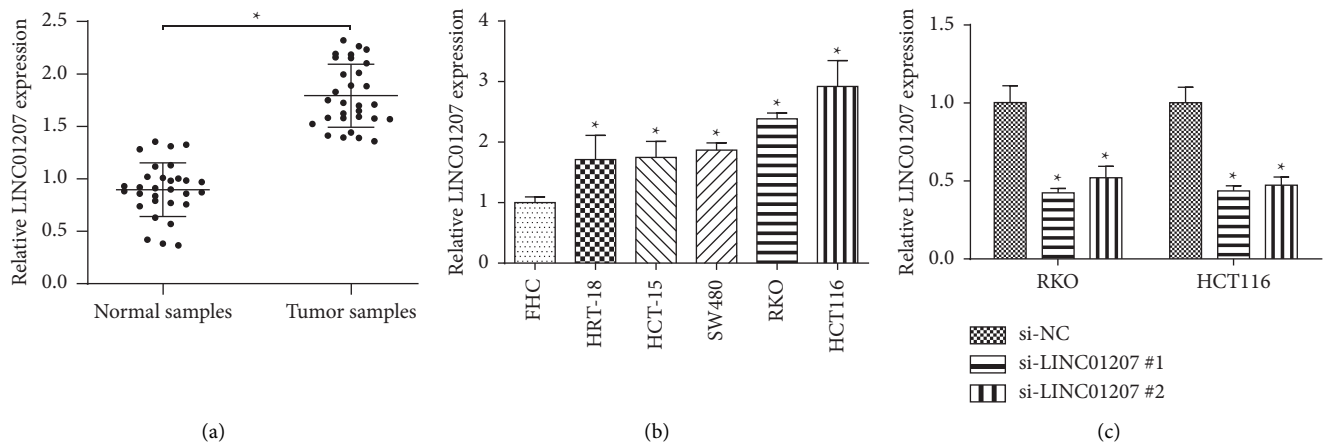 Relative LINC01207 expression
2.5
2.0
1.5
1.0
0.5
0.0
*
Normal samples
Tumor samples
(a)
Relative LINC01207 expression
4
3
2
1
0
*
*
*
*
*
FHC
HRT-18
HCT-15
SW480
RKO
HCT116
(b)
Relative LINC01207 expression
1.5
1.0
0.5
0.0
*
*
*
*
RKO
HCT116
si-NC
si-LINC01207 #1
si-LINC01207 #2
(c)